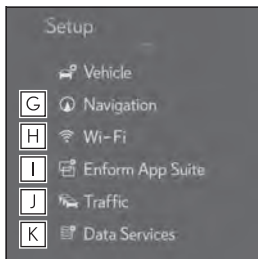 Setup
Vehicle
G Navigation
H Wi-Fi
I Enform App Suite
J Traffic
K Data Services